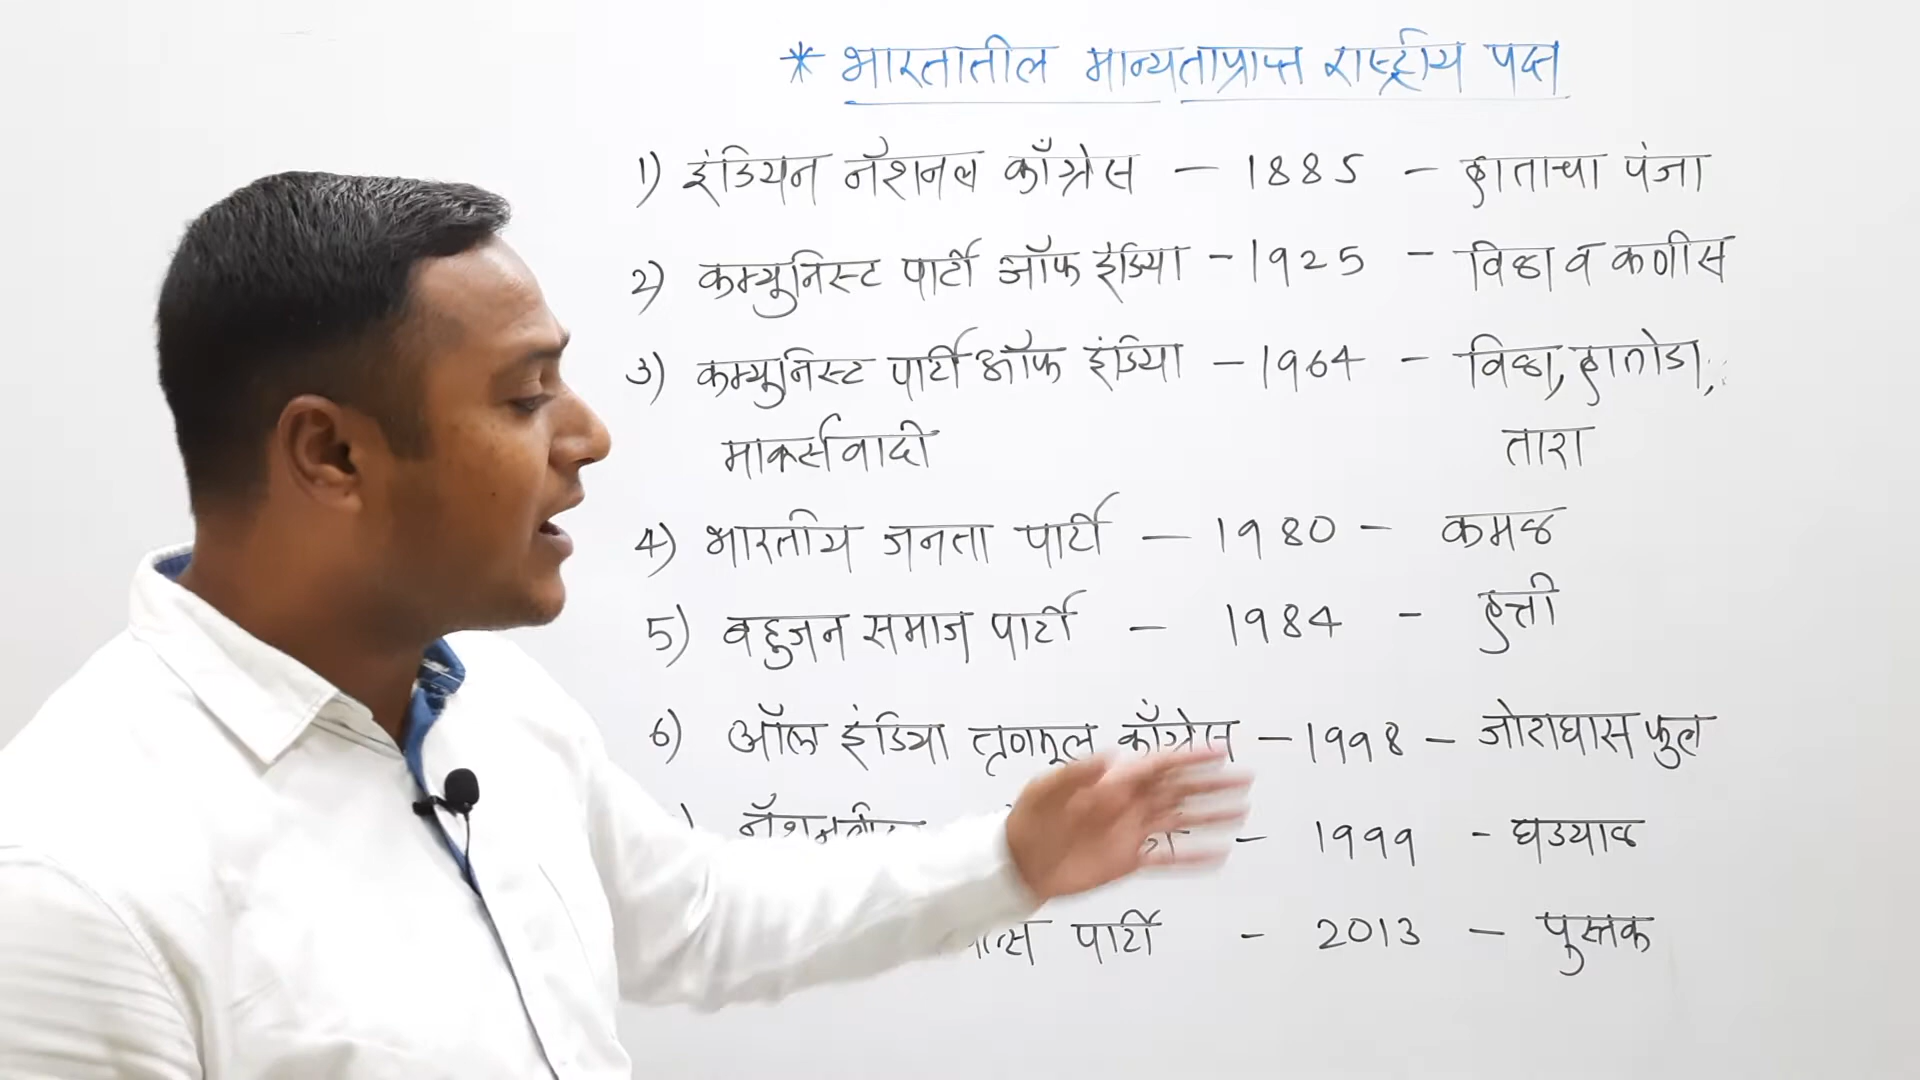 * भारतातील मान्यताप्राप्त राष्ट्रीय पक्ष
1) इंडियन नॅशनल काँग्रेस – 1885 – हाताचा पंजा
2) कम्युनिस्ट पार्टी ऑफ इंडिया – 1925 – विळा व कणीस
3) कम्युनिस्ट पार्टी ऑफ इंडिया – 1964 – विळा, हातोडा,
मार्क्सवादी तारा
4) भारतीय जनता पार्टी – 1980 – कमळ
5) बहुजन समाज पार्टी – 1984 – हत्ती
6) ऑल इंडिया तृणमूल काँग्रेस – 1998 – जोराघास फुल
– 1999 – घड्याळ
पार्टी – 2013 – पुस्तक